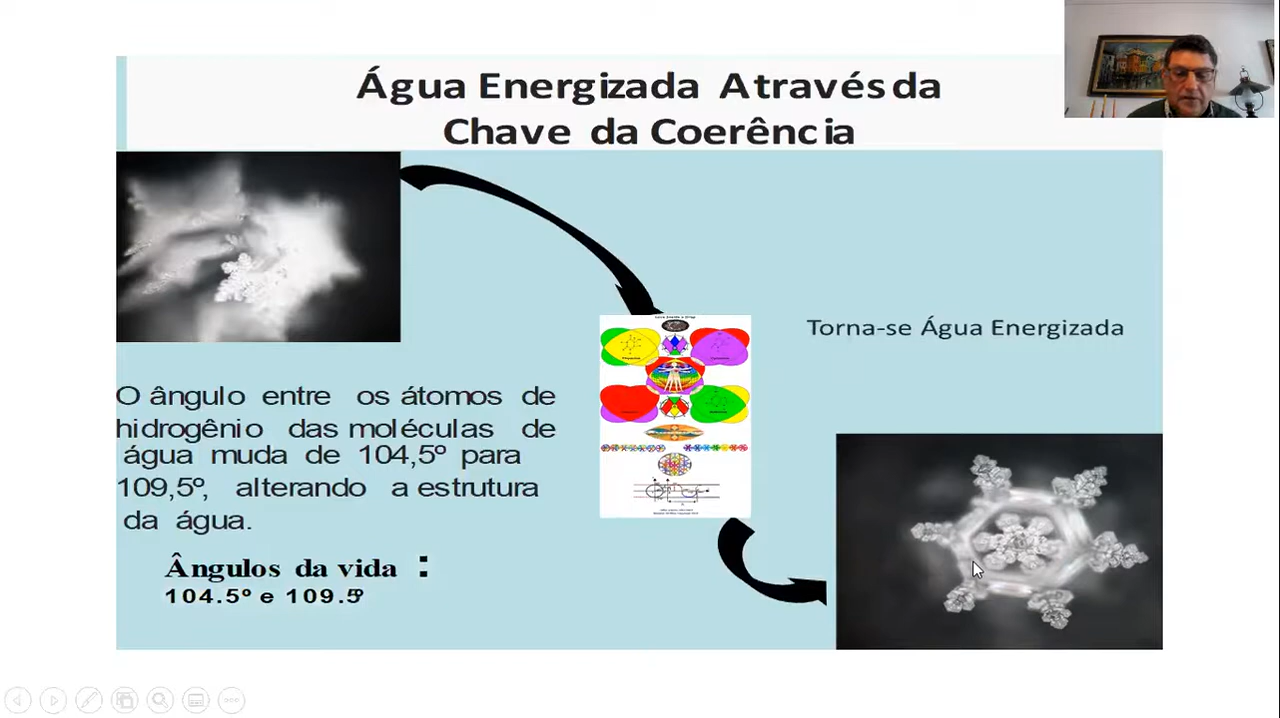 Água Energizada Através da
Chave da Coerência
Torna-se Água Energizada
O ângulo entre os átomos de
hidrogênio das moléculas de
água muda de 104,5º para
109,5º, alterando a estrutura
da água.
Ângulos da vida :
104.5º e 109.5º